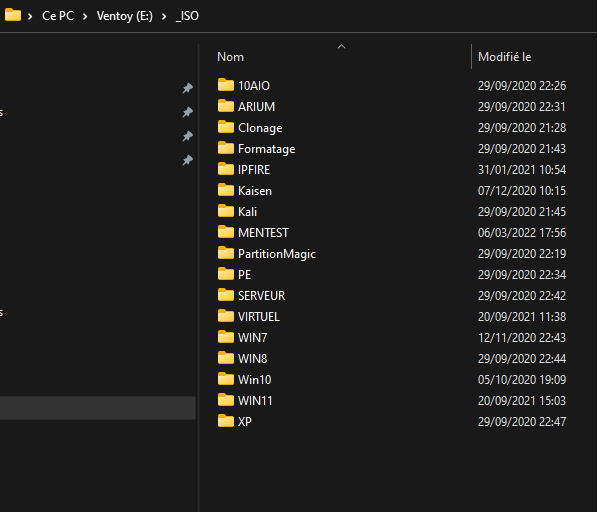 Ce PC > Ventoy (E:) > _ISO
Nom Modifié le
10AIO 29/09/2020 22:26
s
ARIUM 29/09/2020 22:31
Clonage 29/09/2020 21:28
Formatage 29/09/2020 21:43
IPFIRE 31/01/2021 10:54
Kaisen 07/12/2020 10:15
Kali 29/09/2020 21:45
MENTEST 06/03/2022 17:56
PartitionMagic 29/09/2020 22:19
PE 29/09/2020 22:34
SERVEUR 29/09/2020 22:42
s
VIRTUEL 20/09/2021 11:38
WIN7 12/11/2020 22:43
WIN8 29/09/2020 22:44
Win10 05/10/2020 19:09
WIN11 20/09/2021 15:03
XP 29/09/2020 22:47